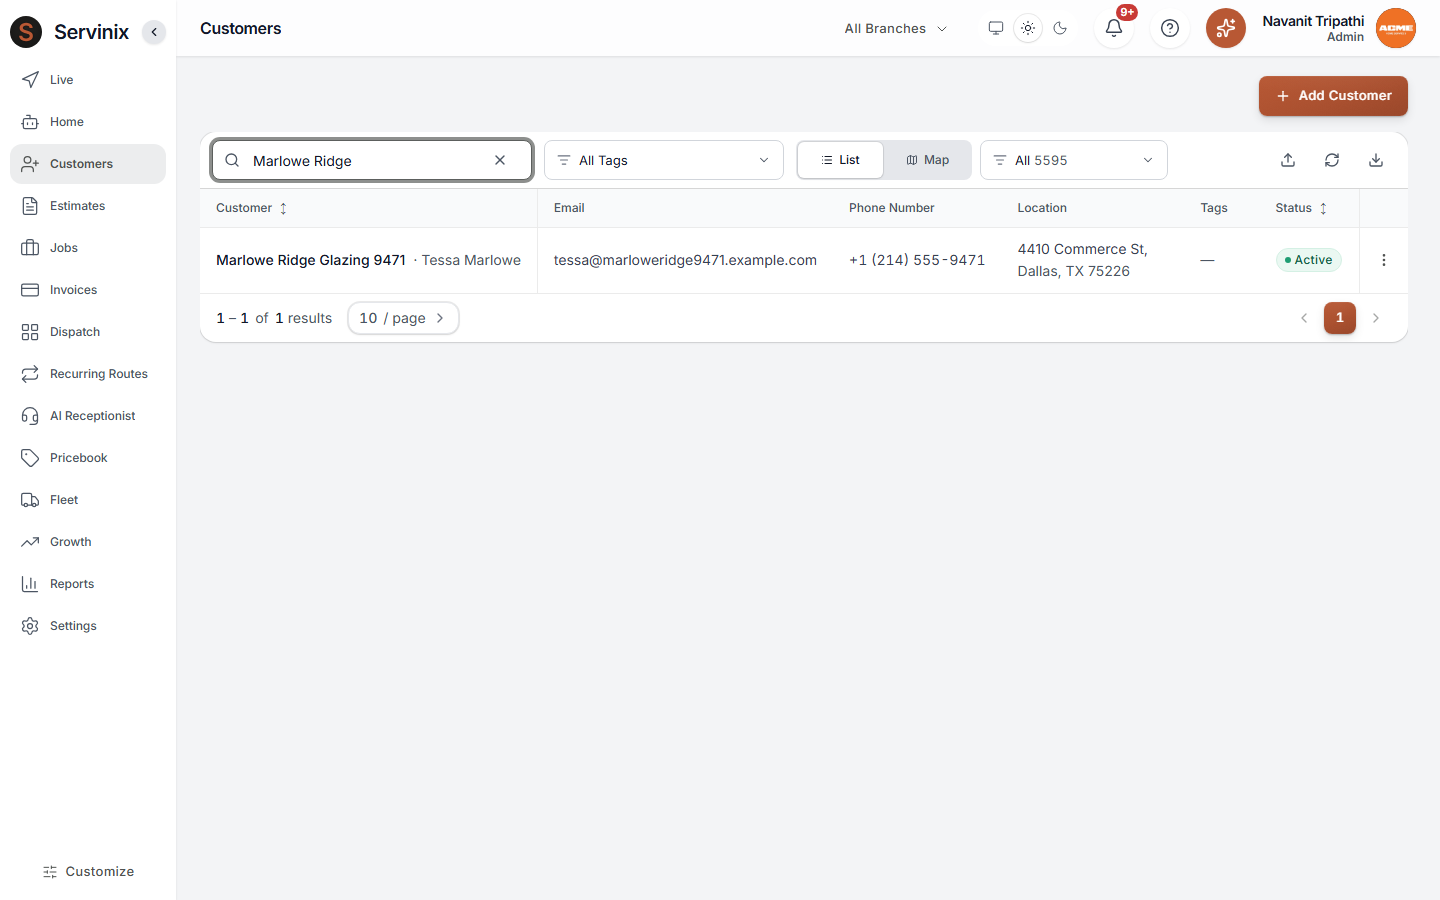 Servinix
Live
Home
Customers
Estimates
Jobs
Invoices
Dispatch
Recurring Routes
AI Receptionist
Pricebook
Fleet
Growth
Reports
Settings
Customize
Customers
All Branches
9+
Navanit Tripathi
Admin
ACME
+ Add Customer
Marlowe Ridge
All Tags
List
Map
All 5595
Customer Email Phone Number Location Tags Status
Marlowe Ridge Glazing 9471 · Tessa Marlowe tessa@marloweridge9471.example.com +1 (214) 555-9471 4410 Commerce St, — Active
Dallas, TX 75226
1 – 1 of 1 results 10 / page 1